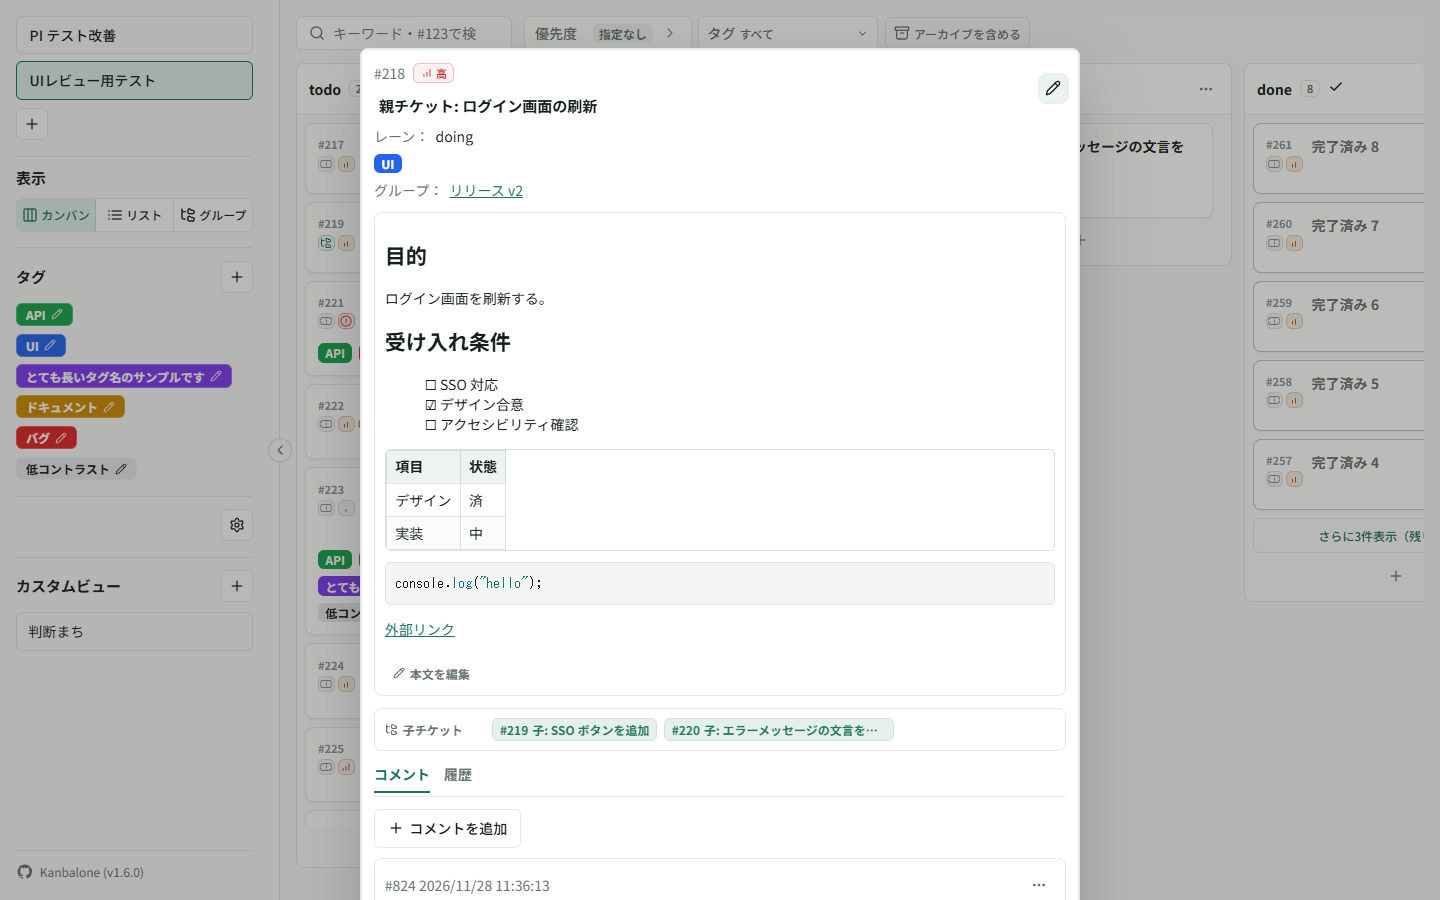 PI テスト改善
UIレビュー用テスト
表示
カンバン
リスト
グループ
タグ
API
UI
とても長いタグ名のサンプルです
ドキュメント
バグ
低コントラスト
カスタムビュー
判断まち
Kanbalone (v1.6.0)
キーワード・#123で検
優先度 指定なし
タグ すべて
アーカイブを含める
todo 2
#217
#219
#221
API
#222
#223
API
とても
低コン
#224
#225
#218 高
親チケット: ログイン画面の刷新
レーン： doing
UI
グループ： リリース v2
目的
ログイン画面を刷新する。
受け入れ条件
☐ SSO 対応
☑ デザイン合意
☐ アクセシビリティ確認
項目 状態
デザイン 済
実装 中
console.log("hello");
外部リンク
本文を編集
子チケット
#219 子: SSO ボタンを追加
#220 子: エラーメッセージの文言を…
コメント 履歴
コメントを追加
#824 2026/11/28 11:36:13
ッセージの文言を
done 8
#261 完了済み 8
#260 完了済み 7
#259 完了済み 6
#258 完了済み 5
#257 完了済み 4
さらに3件表示（残り